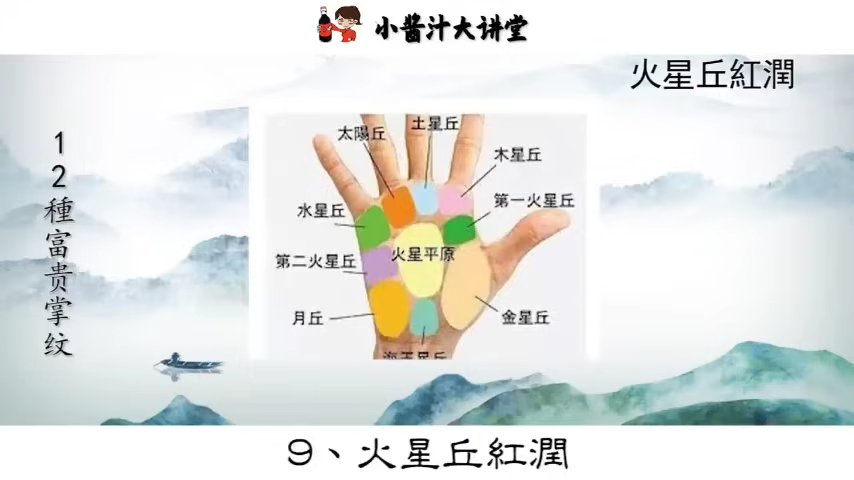 小酱汁大讲堂
火星丘紅潤
12種富贵掌纹
太陽丘
土星丘
木星丘
水星丘
第一火星丘
火星平原
第二火星丘
月丘
金星丘
9、火星丘紅潤